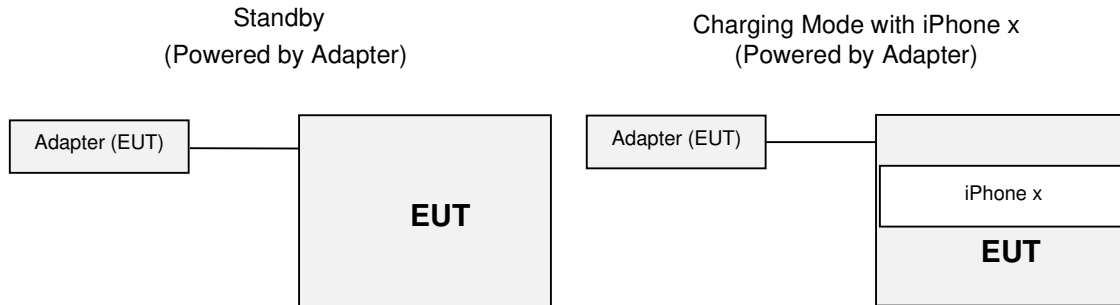 Standby
(Powered by Adapter)
Adapter (EUT)
EUT
Charging Mode with iPhone x
(Powered by Adapter)
Adapter (EUT)
iPhone x
EUT